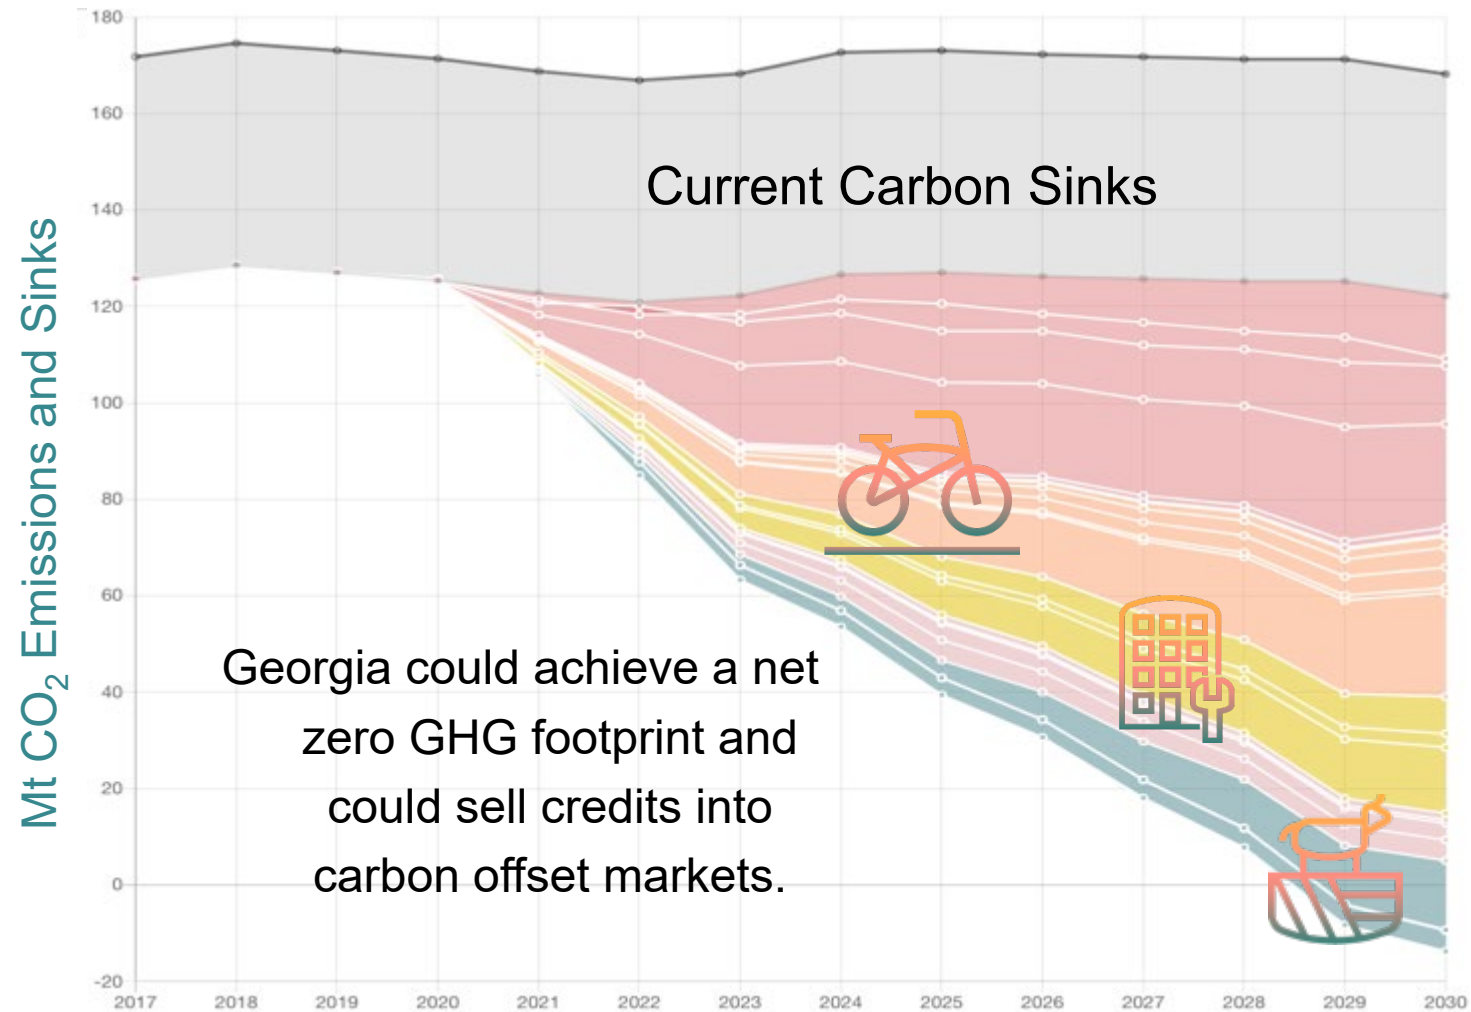 Mt CO2 Emissions and Sinks
180
160
140
120
100
80
60
40
20
0
-20
Current Carbon Sinks
Georgia could achieve a net
zero GHG footprint and
could sell credits into
carbon offset markets.
2017 2018 2019 2020 2021 2022 2023 2024 2025 2026 2027 2028 2029 2030